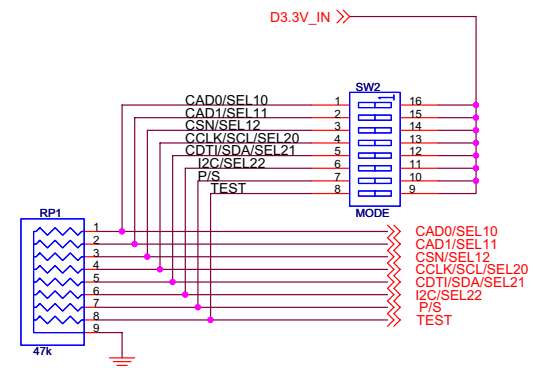 D3.3V_IN
SW2
CAD0/SEL10 1 16
CAD1/SEL11 2 15
CSN/SEL12 3 14
CCLK/SCL/SEL20 4 13
CDTI/SDA/SEL21 5 12
I2C/SEL22 6 11
P/S 7 10
TEST 8 9
MODE
RP1
1 CAD0/SEL10
2 CAD1/SEL11
3 CSN/SEL12
4 CCLK/SCL/SEL20
5 CDTI/SDA/SEL21
6 I2C/SEL22
7 P/S
8 TEST
9
47k